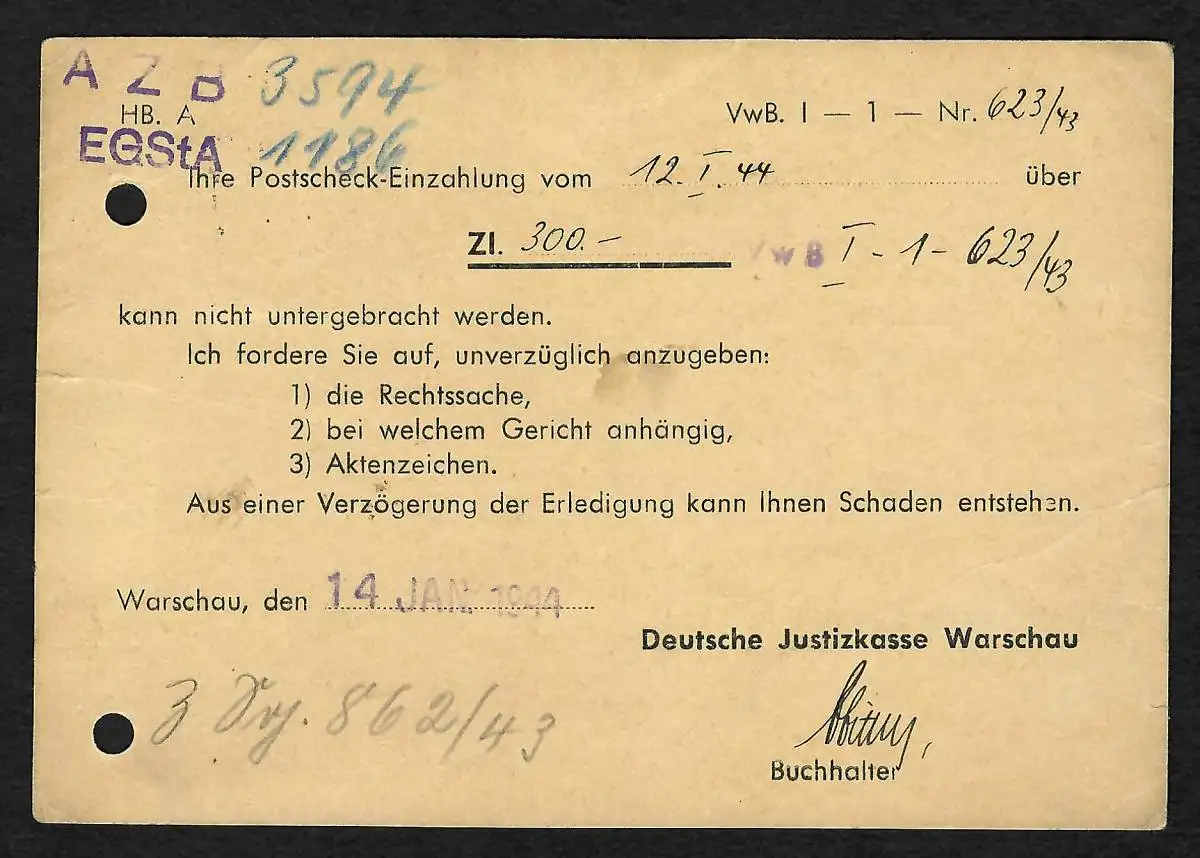 A Z B 3594
HB. A VwB. I — 1 — Nr. 623/43
EGStA 1186
Ihre Postscheck-Einzahlung vom 12. I. 44 über
Zl. 300.– VwB I - 1 - 623/43
kann nicht untergebracht werden.
Ich fordere Sie auf, unverzüglich anzugeben:
1) die Rechtssache,
2) bei welchem Gericht anhängig,
3) Aktenzeichen.
Aus einer Verzögerung der Erledigung kann Ihnen Schaden entstehen.
Warschau, den 14 JAN. 1944
Deutsche Justizkasse Warschau
862/43
Buchhalter